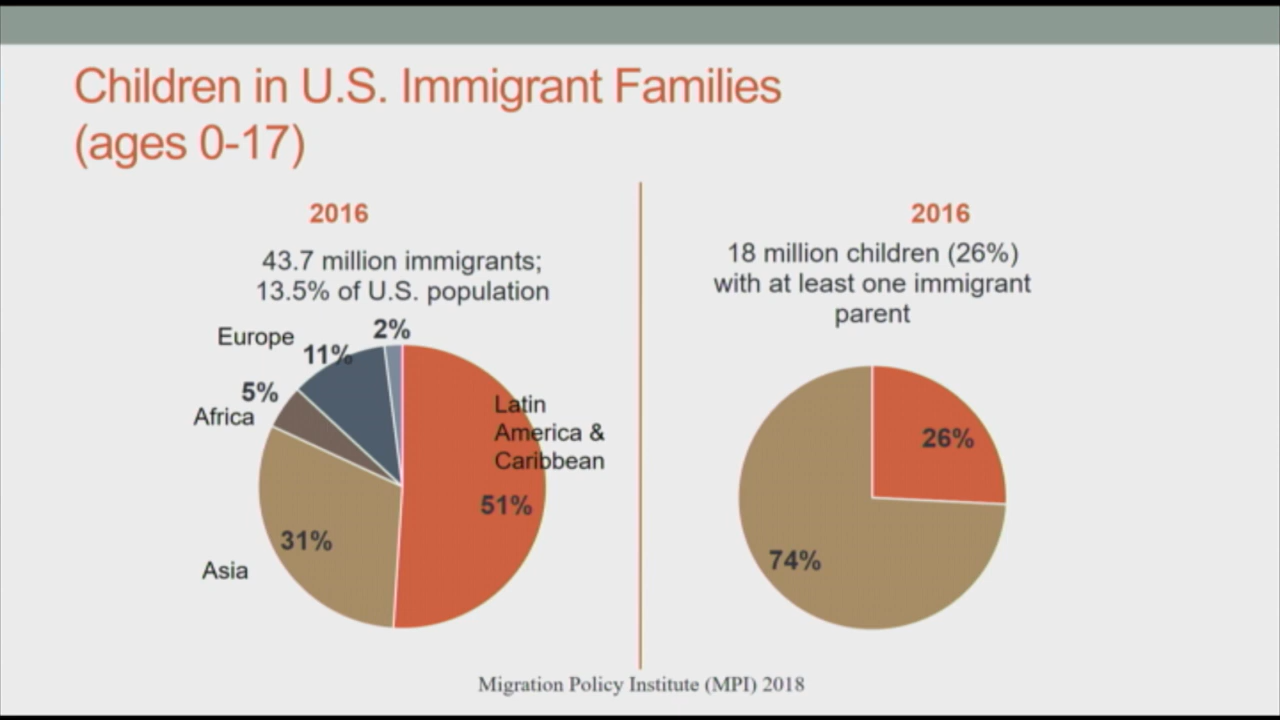 Children in U.S. Immigrant Families
(ages 0-17)
2016
43.7 million immigrants;
13.5% of U.S. population
2%
Europe
11%
5%
Africa
Latin
America &
Caribbean
51%
31%
Asia
2016
18 million children (26%)
with at least one immigrant
parent
26%
74%
Migration Policy Institute (MPI) 2018